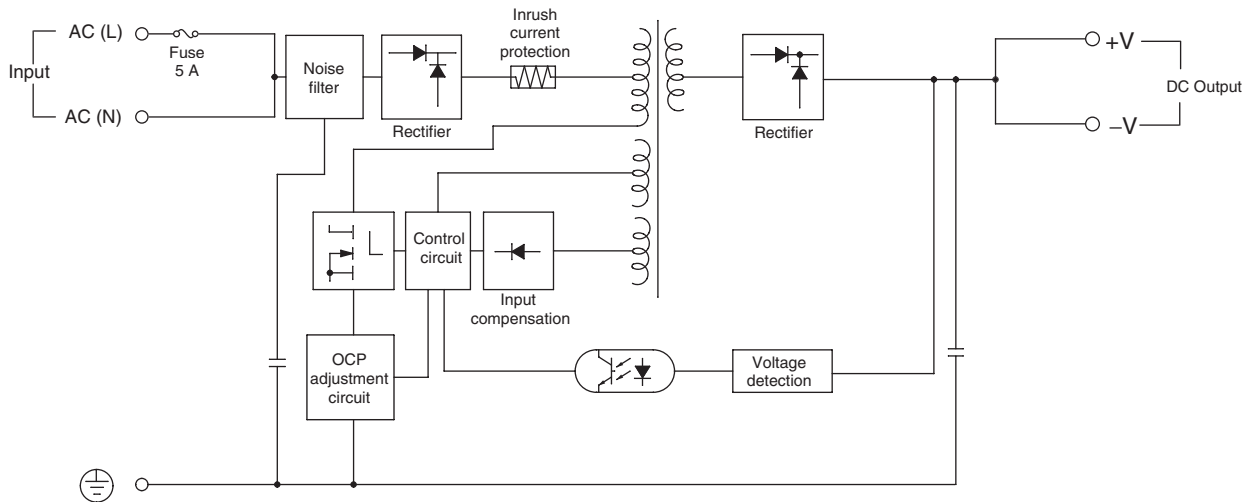 Input
AC (L)
AC (N)
Fuse
5 A
Noise
filter
Rectifier
Inrush
current
protection
Rectifier
+V
−V
DC Output
Control
circuit
Input
compensation
OCP
adjustment
circuit
Voltage
detection